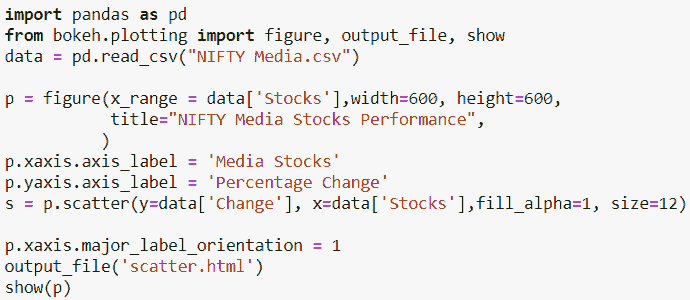 import pandas as pd
from bokeh.plotting import figure, output_file, show
data = pd.read_csv("NIFTY Media.csv")

p = figure(x_range = data['Stocks'],width=600, height=600,
           title="NIFTY Media Stocks Performance",
          )
p.xaxis.axis_label = 'Media Stocks'
p.yaxis.axis_label = 'Percentage Change'
s = p.scatter(y=data['Change'], x=data['Stocks'],fill_alpha=1, size=12)

p.xaxis.major_label_orientation = 1
output_file('scatter.html')
show(p)